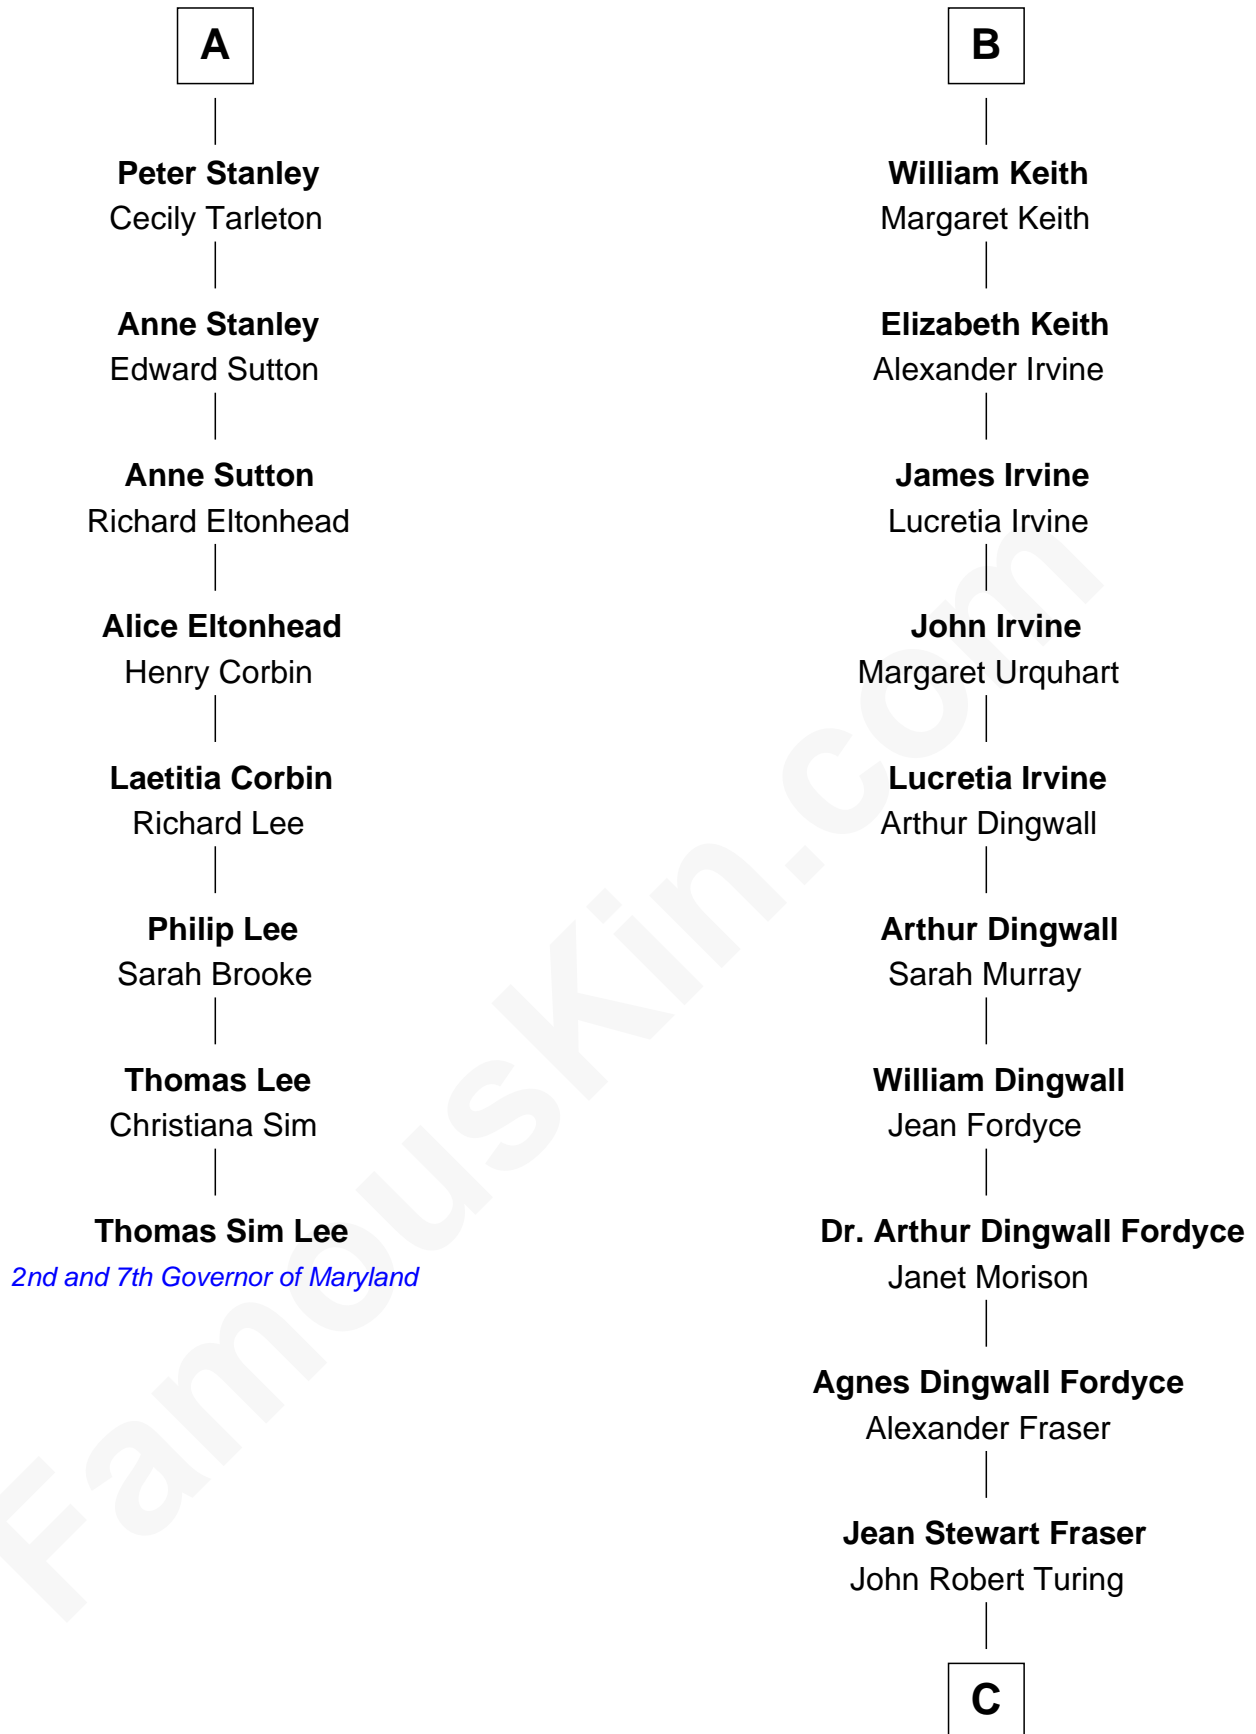 A
Peter Stanley
Cecily Tarleton
Anne Stanley
Edward Sutton
Anne Sutton
Richard Eltonhead
Alice Eltonhead
Henry Corbin
Laetitia Corbin
Richard Lee
Philip Lee
Sarah Brooke
Thomas Lee
Christiana Sim
Thomas Sim Lee
2nd and 7th Governor of Maryland
B
William Keith
Margaret Keith
Elizabeth Keith
Alexander Irvine
James Irvine
Lucretia Irvine
John Irvine
Margaret Urquhart
Lucretia Irvine
Arthur Dingwall
Arthur Dingwall
Sarah Murray
William Dingwall
Jean Fordyce
Dr. Arthur Dingwall Fordyce
Janet Morison
Agnes Dingwall Fordyce
Alexander Fraser
Jean Stewart Fraser
John Robert Turing
C
FamousKin.com